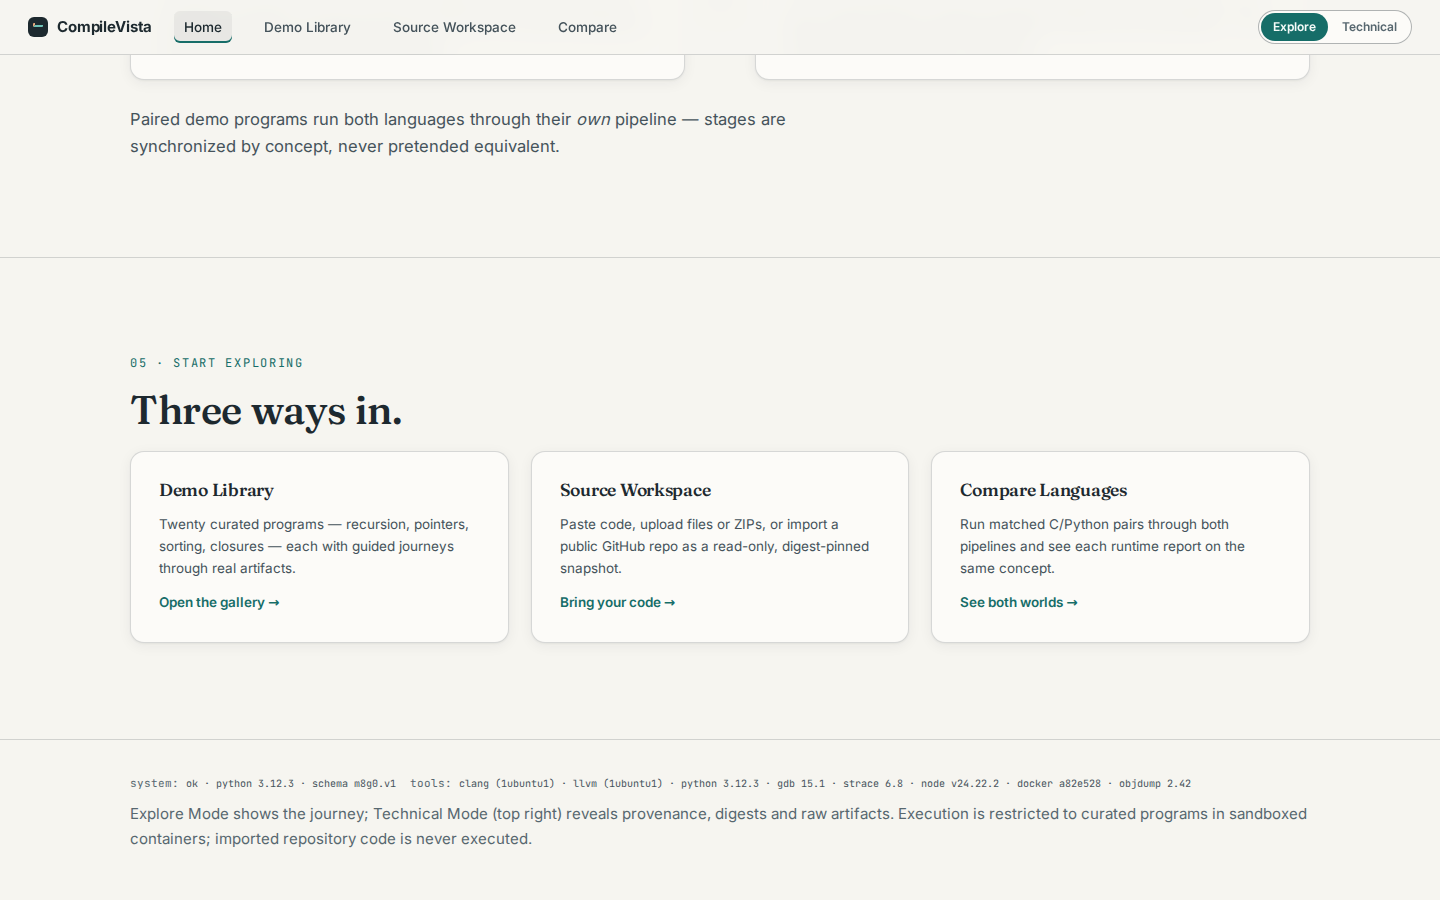 CompileVista Home Demo Library Source Workspace Compare Explore Technical
Paired demo programs run both languages through their own pipeline — stages are
synchronized by concept, never pretended equivalent.
05 · START EXPLORING
Three ways in.
Demo Library
Twenty curated programs — recursion, pointers,
sorting, closures — each with guided journeys
through real artifacts.
Open the gallery →
Source Workspace
Paste code, upload files or ZIPs, or import a
public GitHub repo as a read-only, digest-pinned
snapshot.
Bring your code →
Compare Languages
Run matched C/Python pairs through both
pipelines and see each runtime report on the
same concept.
See both worlds →
system: ok · python 3.12.3 · schema m8g0.v1 tools: clang (1ubuntu1) · llvm (1ubuntu1) · python 3.12.3 · gdb 15.1 · strace 6.8 · node v24.22.2 · docker a82e528 · objdump 2.42
Explore Mode shows the journey; Technical Mode (top right) reveals provenance, digests and raw artifacts. Execution is restricted to curated programs in sandboxed
containers; imported repository code is never executed.